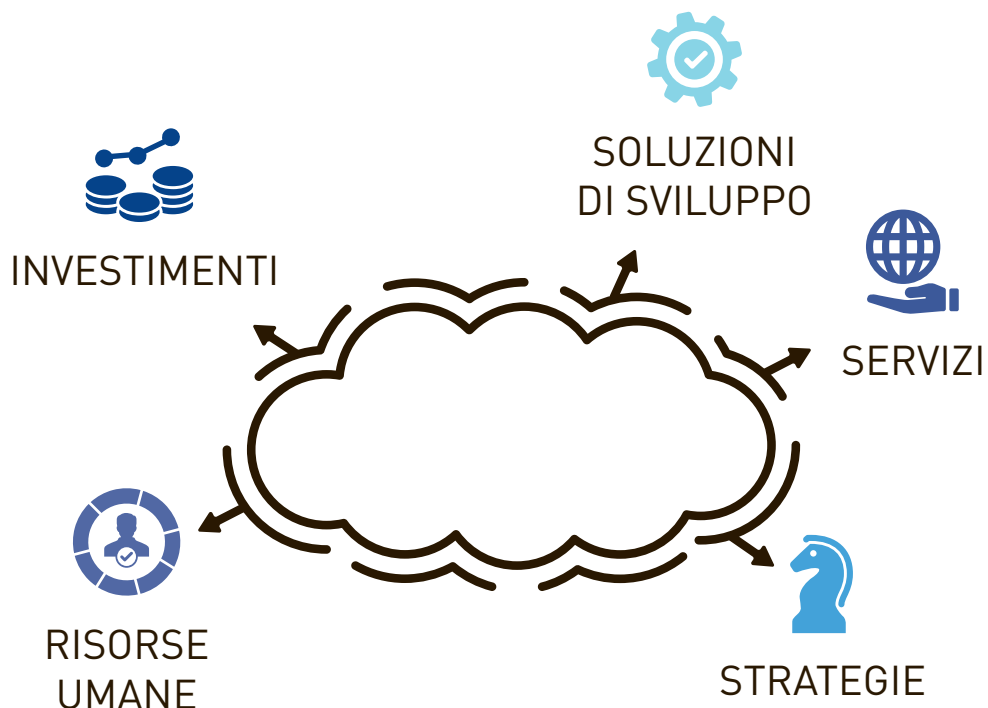 SOLUZIONI
DI SVILUPPO
INVESTIMENTI
SERVIZI
RISORSE
UMANE
STRATEGIE